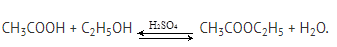 CH₃COOH + C₂H₅OH ⇌ H₂SO₄ CH₃COOC₂H₅ + H₂O.